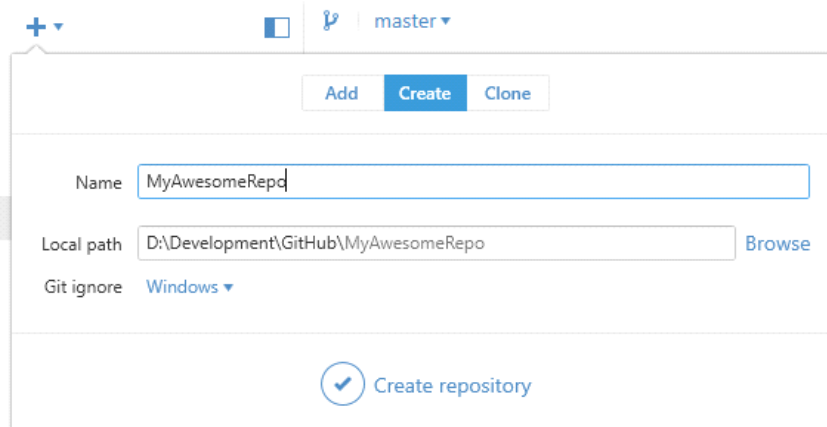 master
Add Create Clone
Name MyAwesomeRepo
Local path D:\Development\GitHub\MyAwesomeRepo Browse
Git ignore Windows
Create repository